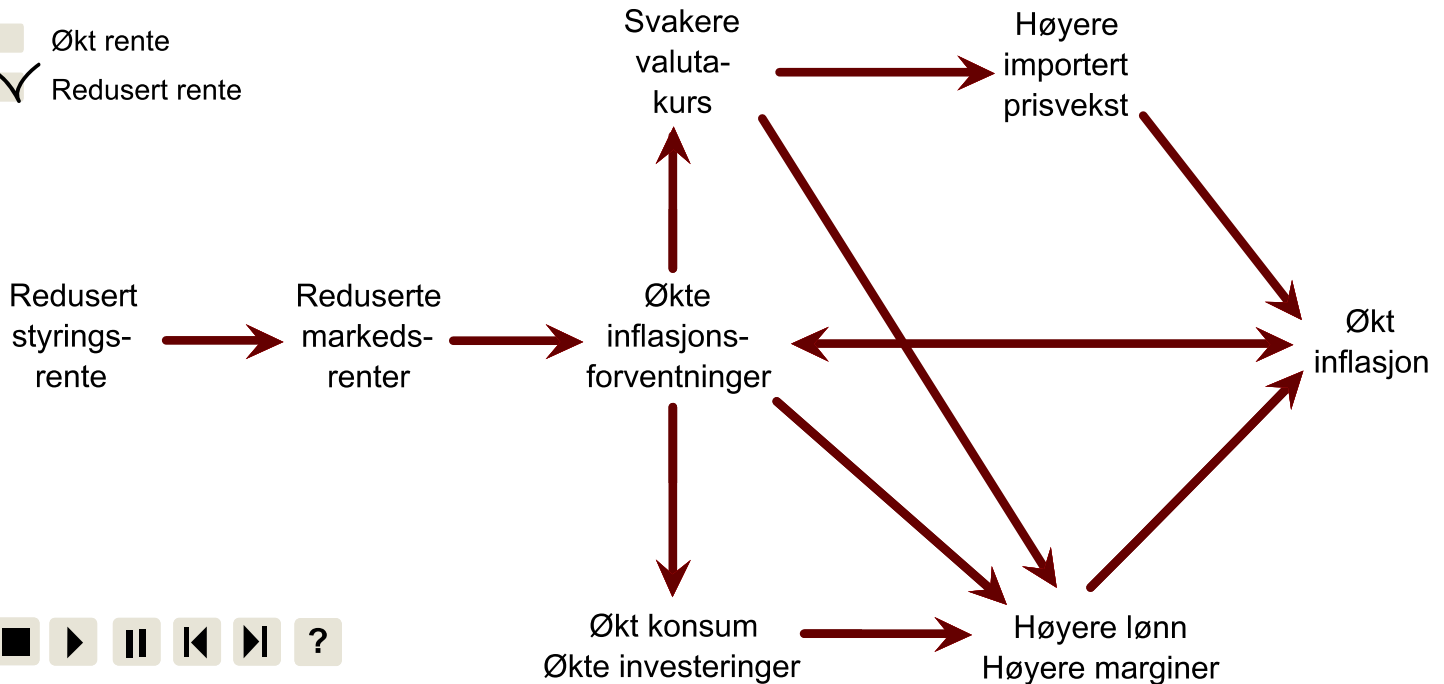 Økt rente
Redusert rente
Svakere
valuta-
kurs
Høyere
importert
prisvekst
Redusert
styrings-
rente
Reduserte
markeds-
renter
Økte
inflasjons-
forventninger
Økt
inflasjon
Økt konsum
Økte investeringer
Høyere lønn
Høyere marginer
?